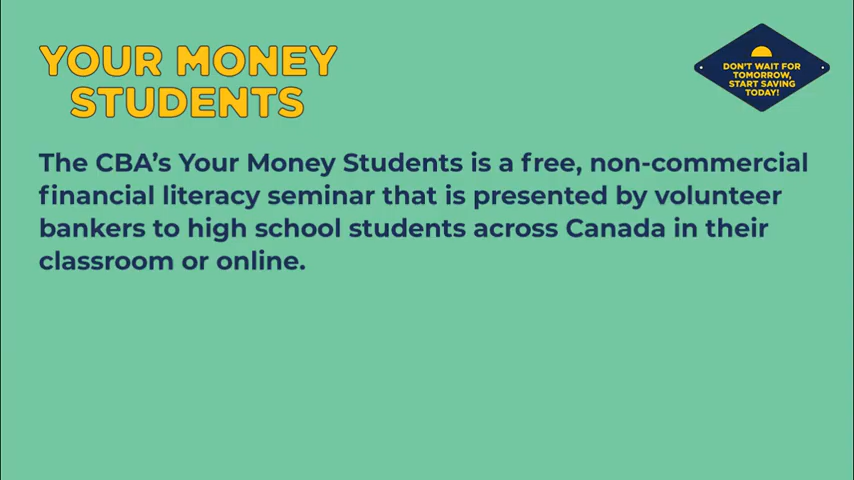 YOUR MONEY
STUDENTS
DON'T WAIT FOR
TOMORROW,
START SAVING
TODAY!
The CBA's Your Money Students is a free, non-commercial
financial literacy seminar that is presented by volunteer
bankers to high school students across Canada in their
classroom or online.